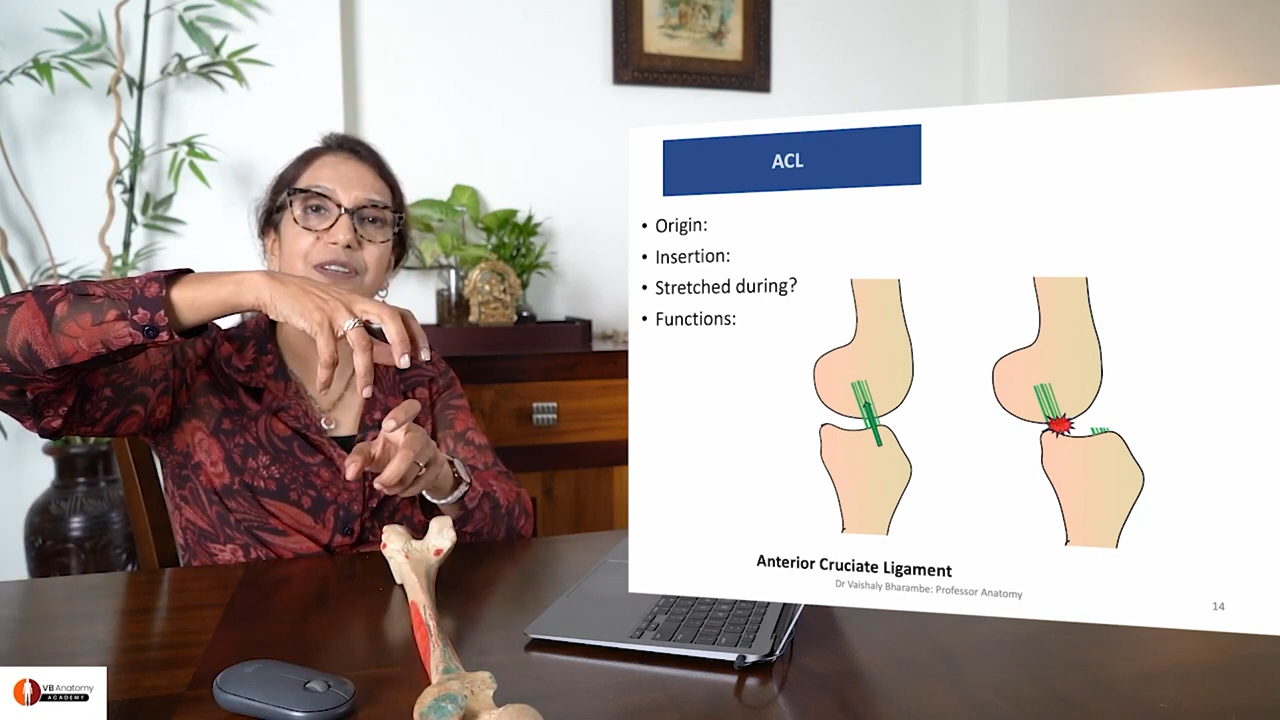 ACL
• Origin:
• Insertion:
• Stretched during?
• Functions:
Anterior Cruciate Ligament
Dr Vaishaly Bharambe: Professor Anatomy
14
VB Anatomy
ACADEMY